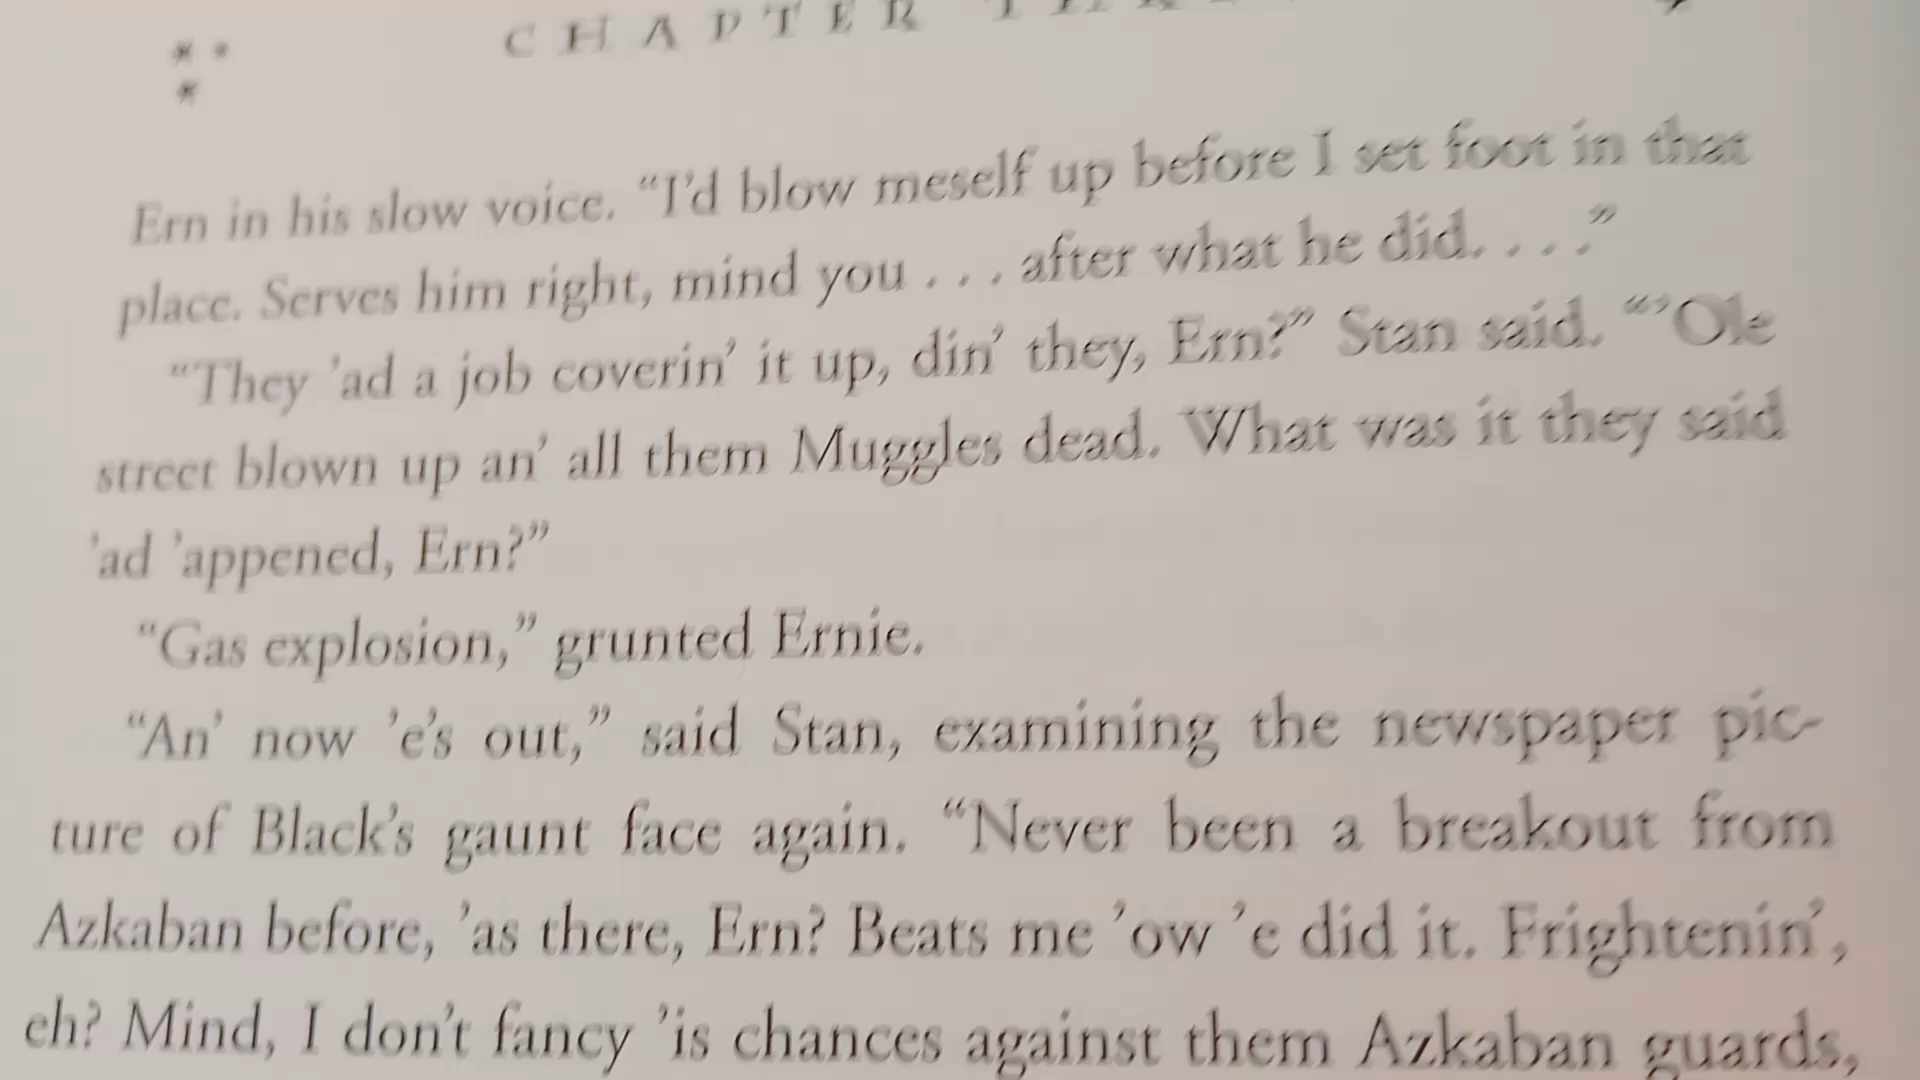 CHAPTER
Ern in his slow voice. “I’d blow meself up before I set foot in that
place. Serves him right, mind you . . . after what he did. . . .”
“They ’ad a job coverin’ it up, din’ they, Ern?” Stan said. “’Ole
street blown up an’ all them Muggles dead. What was it they said
’ad ’appened, Ern?”
“Gas explosion,” grunted Ernie.
“An’ now ’e’s out,” said Stan, examining the newspaper pic-
ture of Black’s gaunt face again. “Never been a breakout from
Azkaban before, ’as there, Ern? Beats me ’ow ’e did it. Frightenin’,
eh? Mind, I don’t fancy ’is chances against them Azkaban guards,